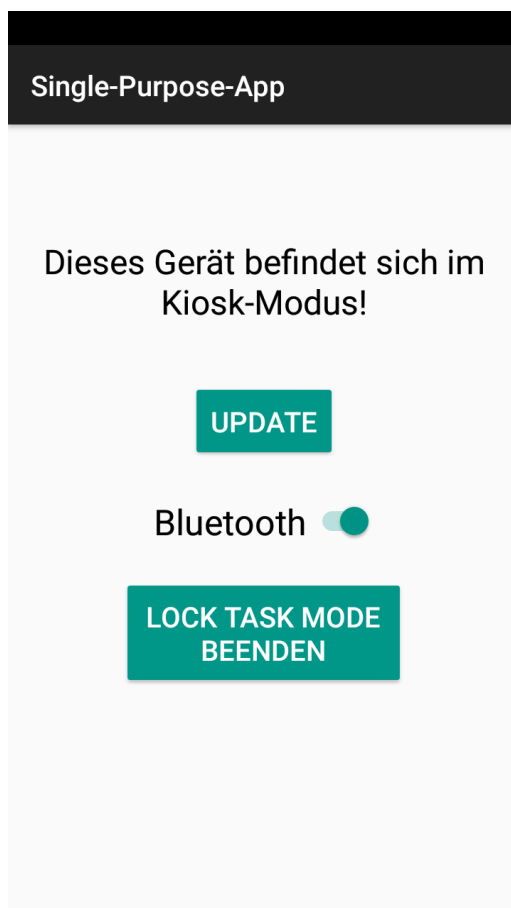 Single-Purpose-App
Dieses Gerät befindet sich im
Kiosk-Modus!
UPDATE
Bluetooth
LOCK TASK MODE
BEENDEN